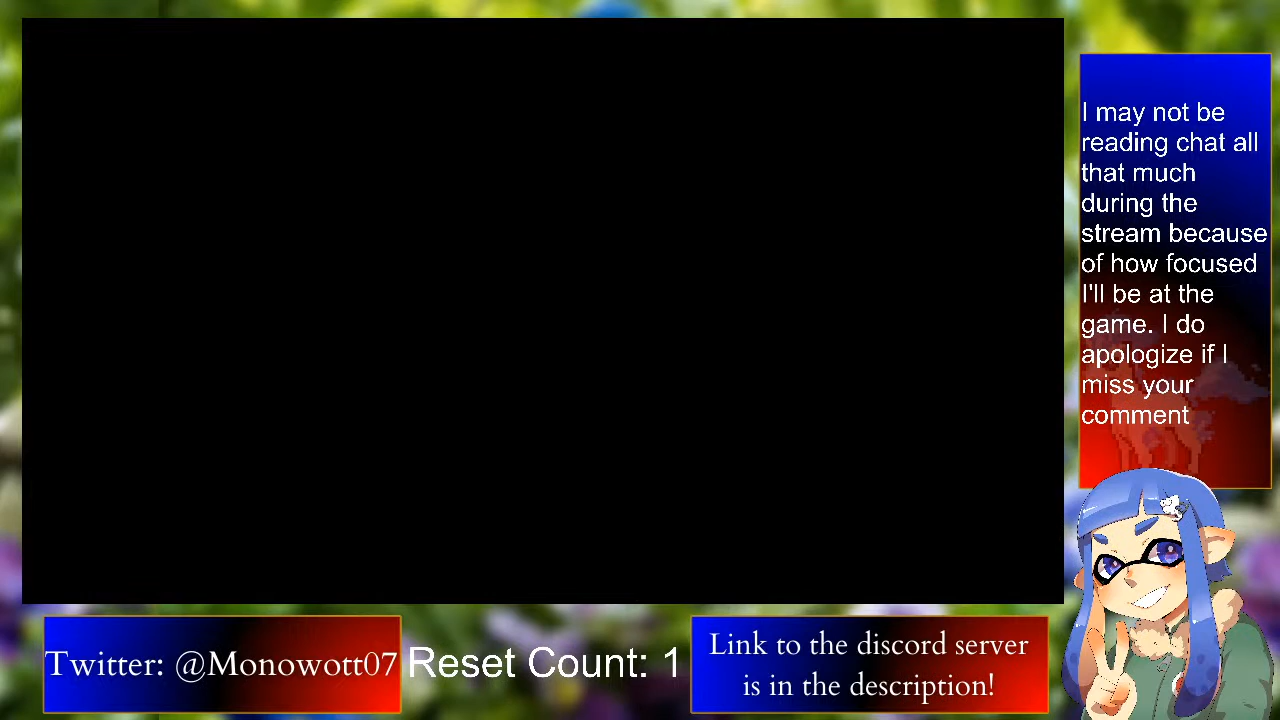 I may not be
reading chat all
that much
during the
stream because
of how focused
I'll be at the
game. I do
apologize if I
miss your
comment
Twitter: @Monowott07
Reset Count: 1
Link to the discord server
is in the description!